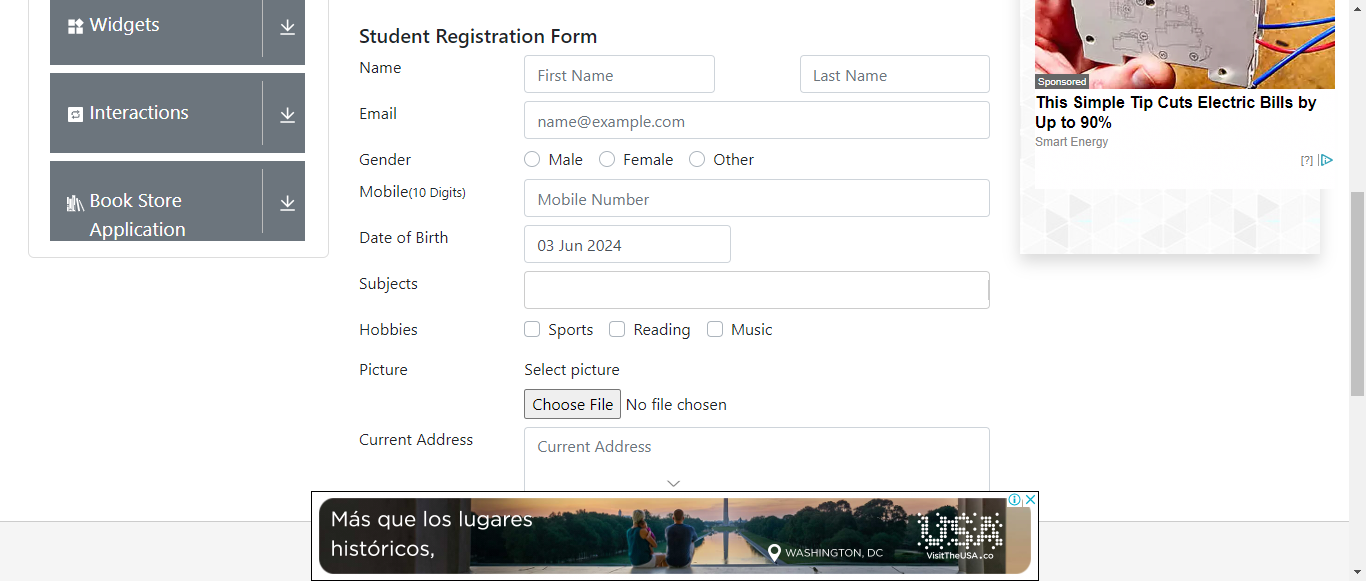 Widgets
Interactions
Book Store
Application
Student Registration Form
Name
First Name
Last Name
Email
name@example.com
Gender
Male
Female
Other
Mobile(10 Digits)
Mobile Number
Date of Birth
03 Jun 2024
Subjects
Hobbies
Sports
Reading
Music
Picture
Select picture
Choose File No file chosen
Current Address
Current Address
Sponsored
This Simple Tip Cuts Electric Bills by
Up to 90%
Smart Energy
[?]
Más que los lugares
históricos,
WASHINGTON, DC
USA
VisitTheUSA.co